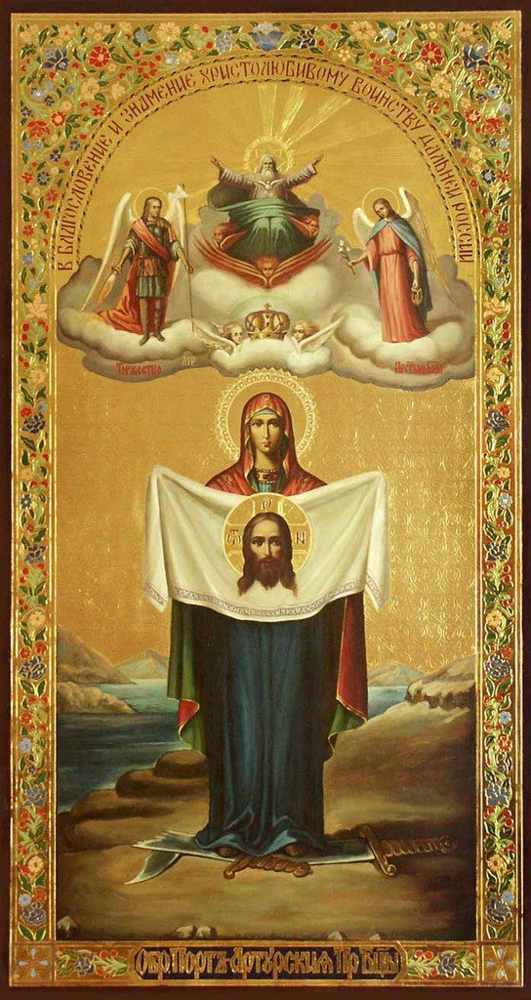 В БЛАГОСЛОВЕНИЕ, И ЗНАМЕНИЕ ХРИСТОЛЮБИВОМУ ВОИНСТВУ ДАЛЬНЕЙ РОССИИ
Торжество
Ѿ О Н
ОБР. ПОРТЪ-АРТУРСКИЯ ПР БЦЫ